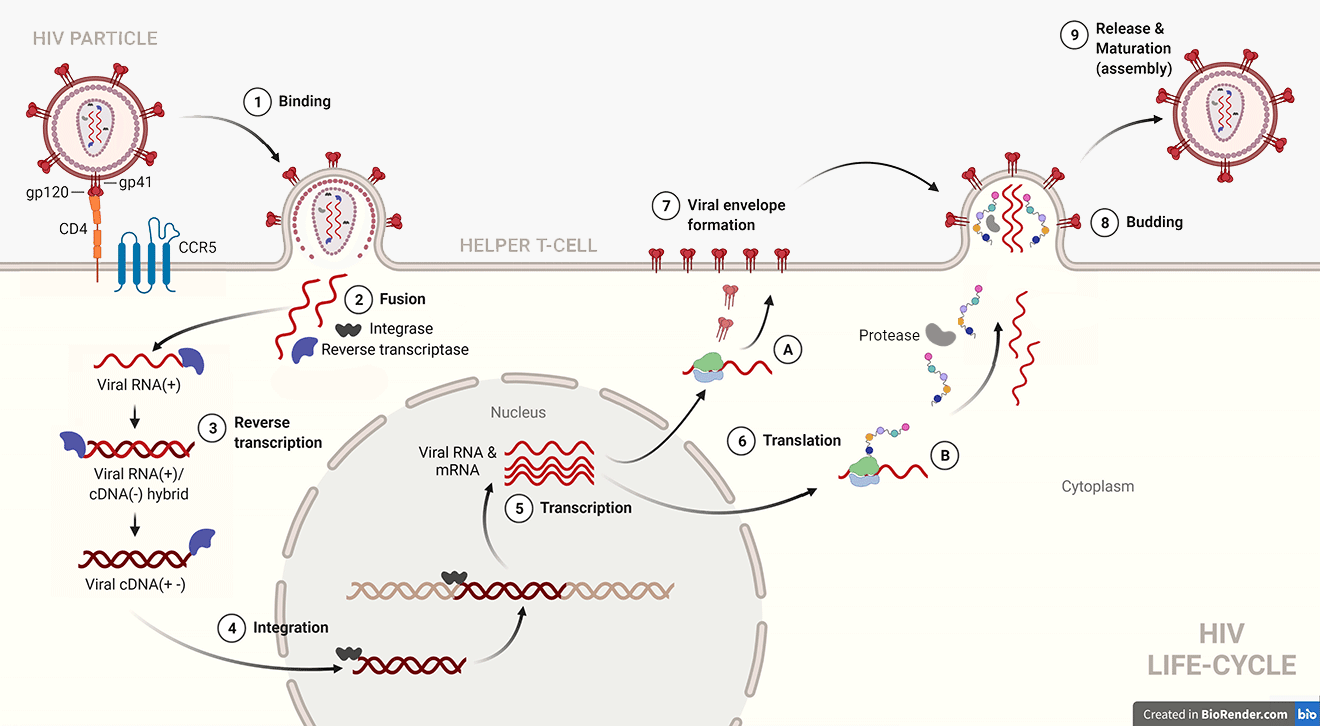 HIV PARTICLE
1 Binding
gp120
gp41
CD4
CCR5
HELPER T-CELL
2 Fusion
Integrase
Reverse transcriptase
Viral RNA(+)
3 Reverse
transcription
Viral RNA(+)/
cDNA(-) hybrid
Viral cDNA(+ -)
4 Integration
Nucleus
Viral RNA &
mRNA
5 Transcription
6 Translation
A
B
7 Viral envelope
formation
Protease
8 Budding
9 Release &
Maturation
(assembly)
Cytoplasm
HIV
LIFE-CYCLE
Created in BioRender.com bio